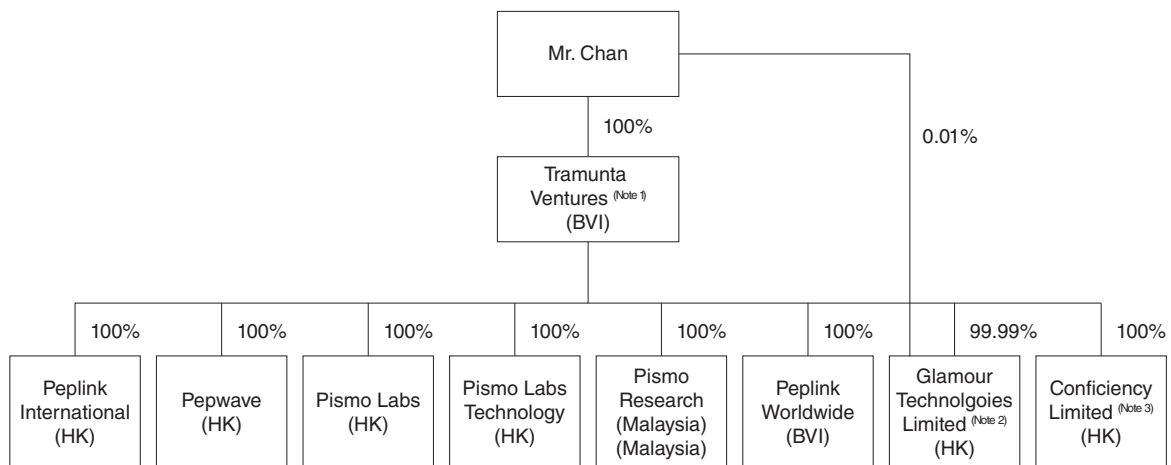 Mr. Chan
100%
0.01%
Tramunta
Ventures (Note 1)
(BVI)
100%
100%
100%
100%
100%
100%
99.99%
100%
Peplink
International
(HK)
Pepwave
(HK)
Pismo Labs
(HK)
Pismo Labs
Technology
(HK)
Pismo
Research
(Malaysia)
(Malaysia)
Peplink
Worldwide
(BVI)
Glamour
Technolgoies
Limited (Note 2)
(HK)
Conficiency
Limited (Note 3)
(HK)